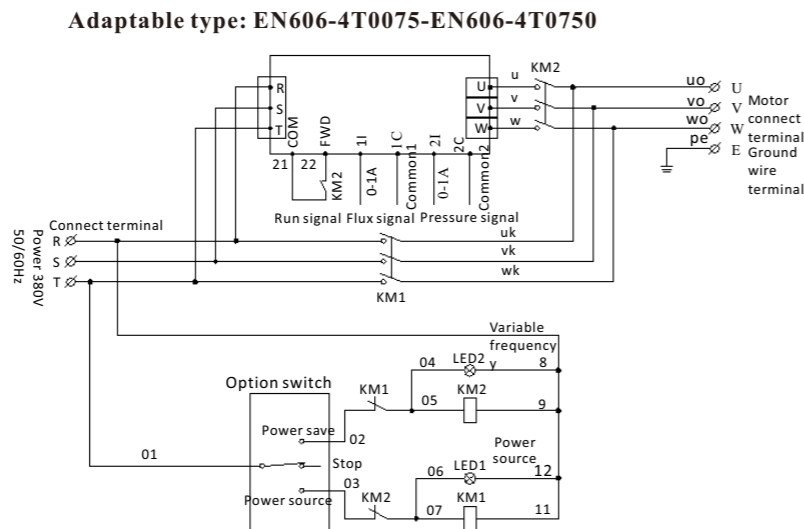 Adaptable type: EN606-4T0075-EN606-4T0750
KM2
R
S
T
U
V
W
u
v
w
uo
vo
wo
pe
U
V
W
E
Motor
connect
terminal
Ground
wire
terminal
COM
FWD
1I
1C
2I
2C
21
22
KM2
0-1A
Common1
0-1A
Common2
Run signal
Flux signal
Pressure signal
Connect terminal
R
S
T
Power 380V
50/60Hz
uk
vk
wk
KM1
Variable
frequency
y
04
LED2
8
Option switch
KM1
05
KM2
9
Power save
02
01
Stop
Power
source
06
LED1
12
03
Power source
KM2
07
KM1
11